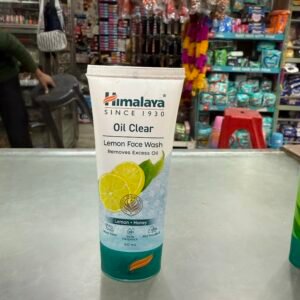 Himalaya
SINCE 1930
Oil Clear
Lemon Face Wash
Removes Excess Oil
Lemon • Honey